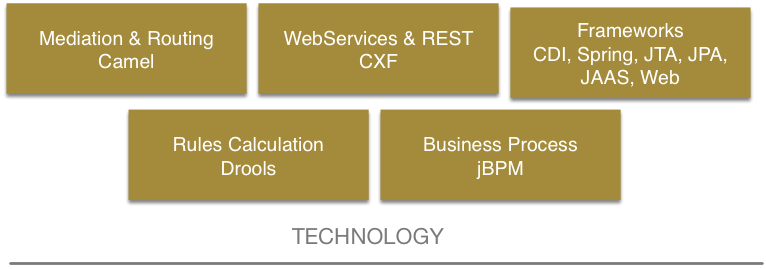 Mediation & Routing
Camel
WebServices & REST
CXF
Frameworks
CDI, Spring, JTA, JPA,
JAAS, Web
Rules Calculation
Drools
Business Process
jBPM
TECHNOLOGY